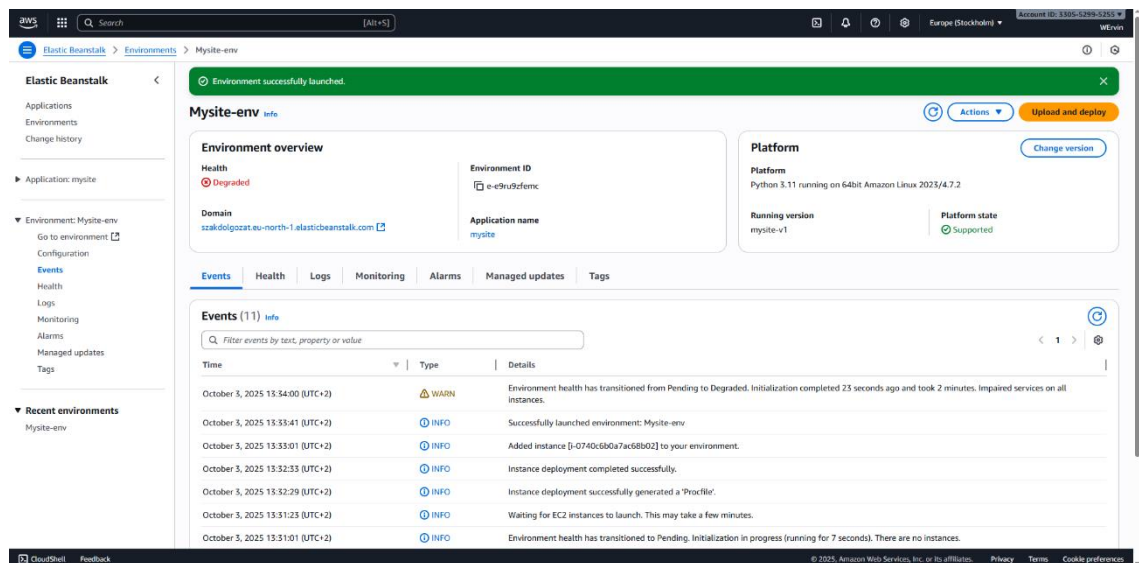 aws
Search
[Alt+S]
Europe (Stockholm)
Account ID: 3305-5299-5255
WErvin
Elastic Beanstalk > Environments > Mysite-env
Elastic Beanstalk
Applications
Environments
Change history
Application: mysite
Environment: Mysite-env
Go to environment
Configuration
Events
Health
Logs
Monitoring
Alarms
Managed updates
Tags
Recent environments
Mysite-env
Environment successfully launched.
Mysite-env Info
Actions
Upload and deploy
Environment overview
Health
Degraded
Environment ID
e-e9ru9zfemc
Domain
szakdolgozat.eu-north-1.elasticbeanstalk.com
Application name
mysite
Platform
Change version
Platform
Python 3.11 running on 64bit Amazon Linux 2023/4.7.2
Running version
mysite-v1
Platform state
Supported
Events Health Logs Monitoring Alarms Managed updates Tags
Events (11) Info
Filter events by text, property or value
1
Time Type Details
October 3, 2025 13:34:00 (UTC+2) WARN Environment health has transitioned from Pending to Degraded. Initialization completed 23 seconds ago and took 2 minutes. Impaired services on all
instances.
October 3, 2025 13:33:41 (UTC+2) INFO Successfully launched environment: Mysite-env
October 3, 2025 13:33:01 (UTC+2) INFO Added instance [i-0740c6b0a7ac68b02] to your environment.
October 3, 2025 13:32:33 (UTC+2) INFO Instance deployment completed successfully.
October 3, 2025 13:32:29 (UTC+2) INFO Instance deployment successfully generated a 'Procfile'.
October 3, 2025 13:31:23 (UTC+2) INFO Waiting for EC2 instances to launch. This may take a few minutes.
October 3, 2025 13:31:01 (UTC+2) INFO Environment health has transitioned to Pending. Initialization in progress (running for 7 seconds). There are no instances.
CloudShell Feedback
© 2025, Amazon Web Services, Inc. or its affiliates. Privacy Terms Cookie preferences